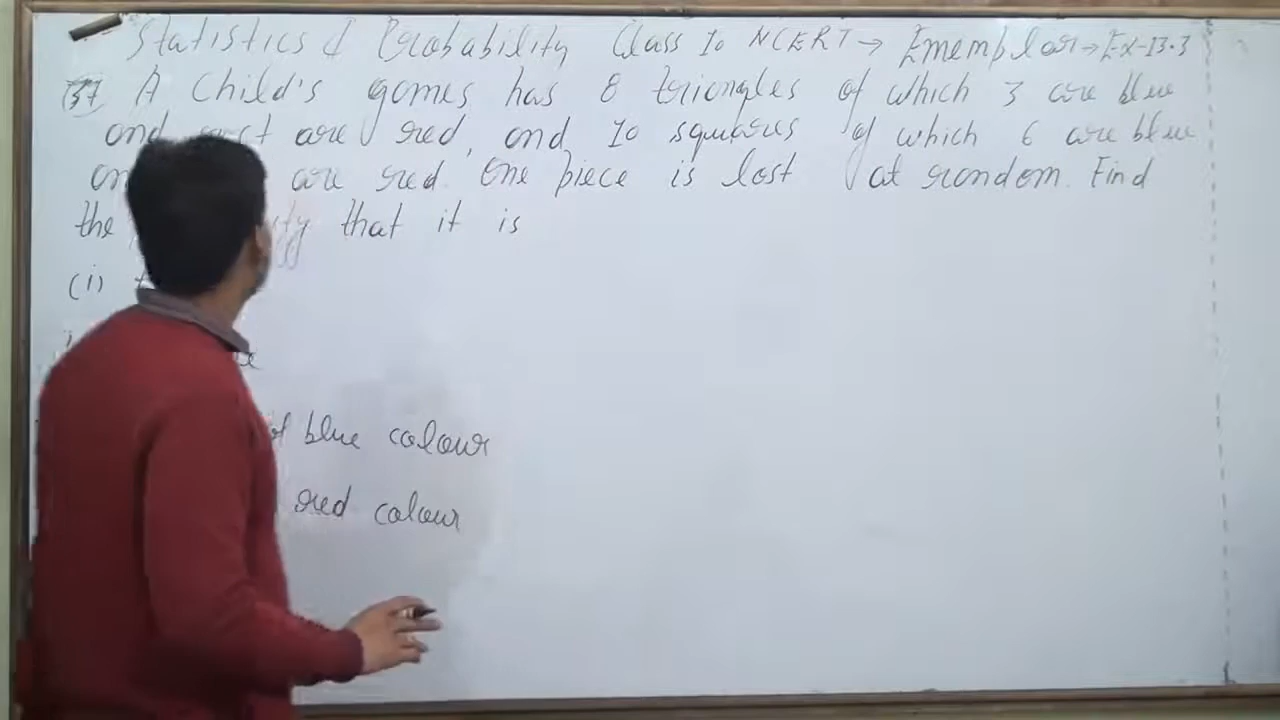 Statistics & Probability Class 10 NCERT → Ememplar → Ex-13.3
37 A Child's games has 8 triangles of which 3 are blue
and rest are red, and 10 squares of which 6 are blue
are red. One piece is lost at random. Find
the that it is
(i)
of blue colour
red colour